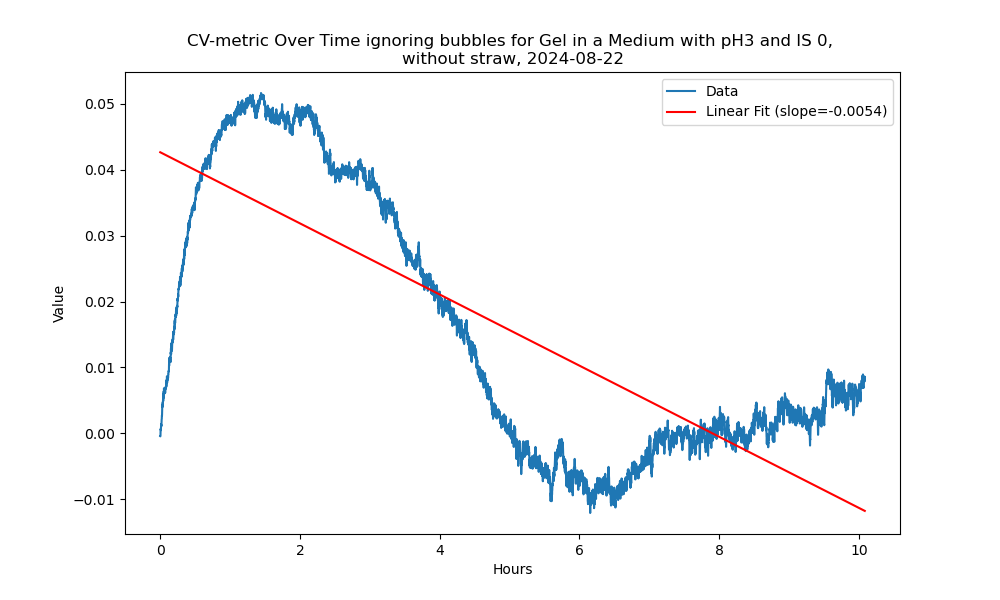 CV-metric Over Time ignoring bubbles for Gel in a Medium with pH3 and IS 0,
without straw, 2024-08-22
Data
Linear Fit (slope=-0.0054)
Value
0.05
0.04
0.03
0.02
0.01
0.00
−0.01
0
2
4
6
8
10
Hours